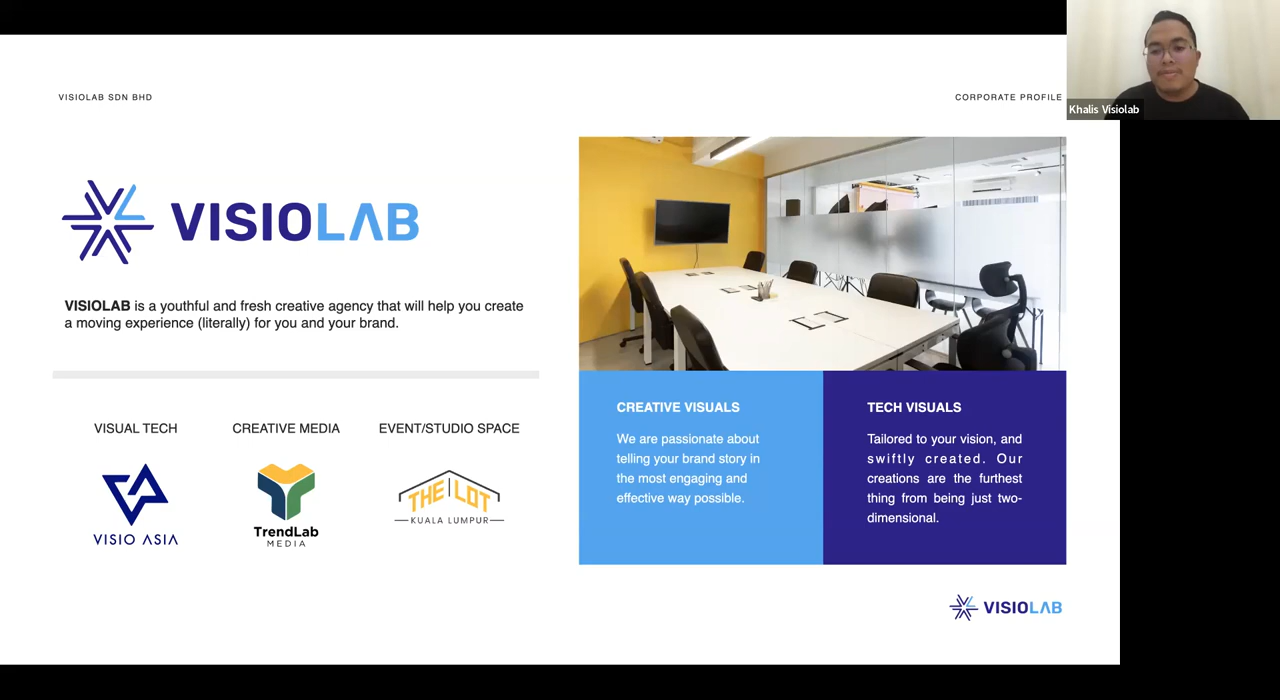 VISIOLAB SDN BHD
CORPORATE PROFILE
Khalis Visiolab
VISIOLAB
VISIOLAB is a youthful and fresh creative agency that will help you create
a moving experience (literally) for you and your brand.
VISUAL TECH
CREATIVE MEDIA
EVENT/STUDIO SPACE
VISIO ASIA
TrendLab
MEDIA
THE LOT
KUALA LUMPUR
CREATIVE VISUALS
We are passionate about
telling your brand story in
the most engaging and
effective way possible.
TECH VISUALS
Tailored to your vision, and
swiftly created. Our
creations are the furthest
thing from being just two-
dimensional.
VISIOLAB